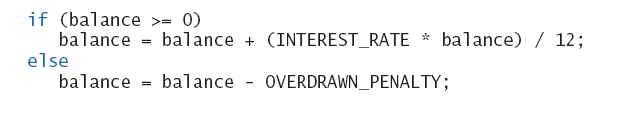 if (balance >= 0)
   balance = balance + (INTEREST_RATE * balance) / 12;
else
   balance = balance - OVERDRAWN_PENALTY;